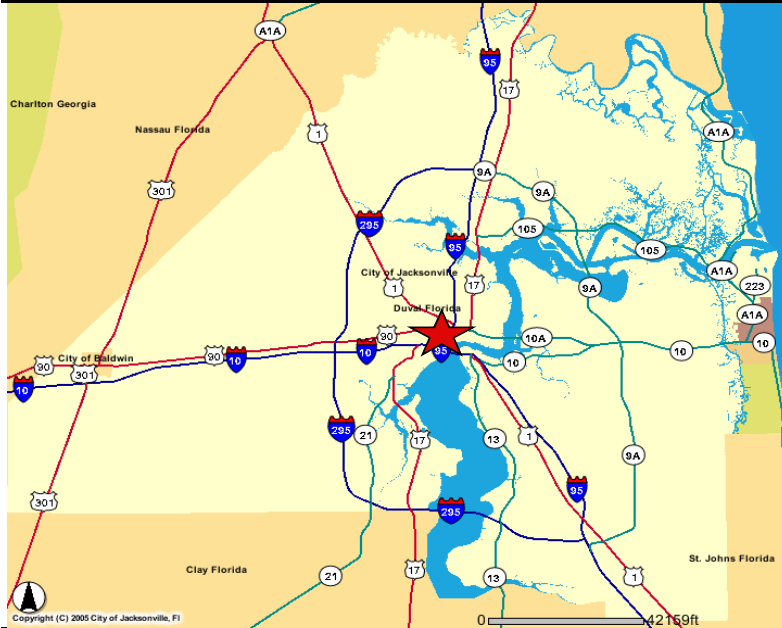 A1A
95
17
Charlton Georgia
Nassau Florida
1
A1A
301
9A
9A
295
105
95
105
City of Jacksonville
A1A
1
17
9A
223
Duval Florida
A1A
90
10A
10
90
10
95
10
10
City of Baldwin
90
10
301
10
295
21
17
13
1
9A
95
301
295
St. Johns Florida
Clay Florida
21
17
13
1
Copyright (C) 2005 City of Jacksonville, Fl
0
42159ft